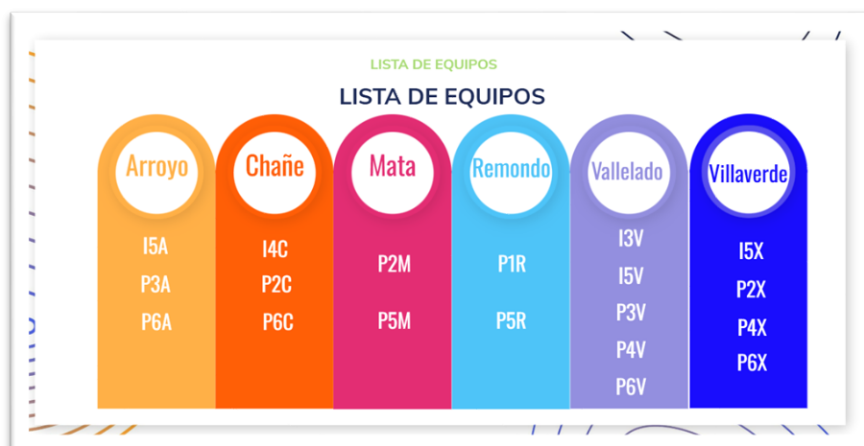 LISTA DE EQUIPOS
LISTA DE EQUIPOS
Arroyo
I5A
P3A
P6A
Chañe
I4C
P2C
P6C
Mata
P2M
P5M
Remondo
P1R
P5R
Vallelado
I3V
I5V
P3V
P4V
P6V
Villaverde
I5X
P2X
P4X
P6X